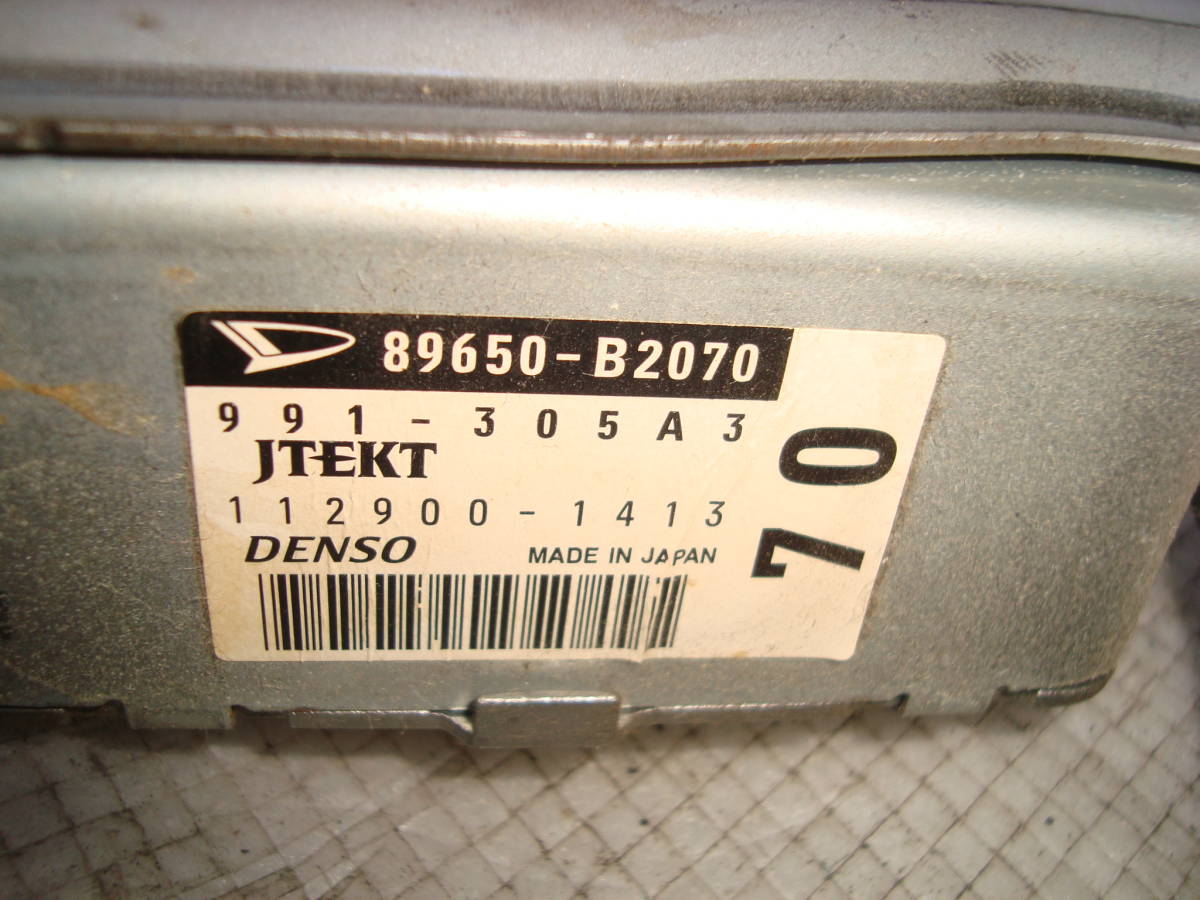 89650-B2070
991-305A3
JTEKT
112900-1413
DENSO MADE IN JAPAN
70